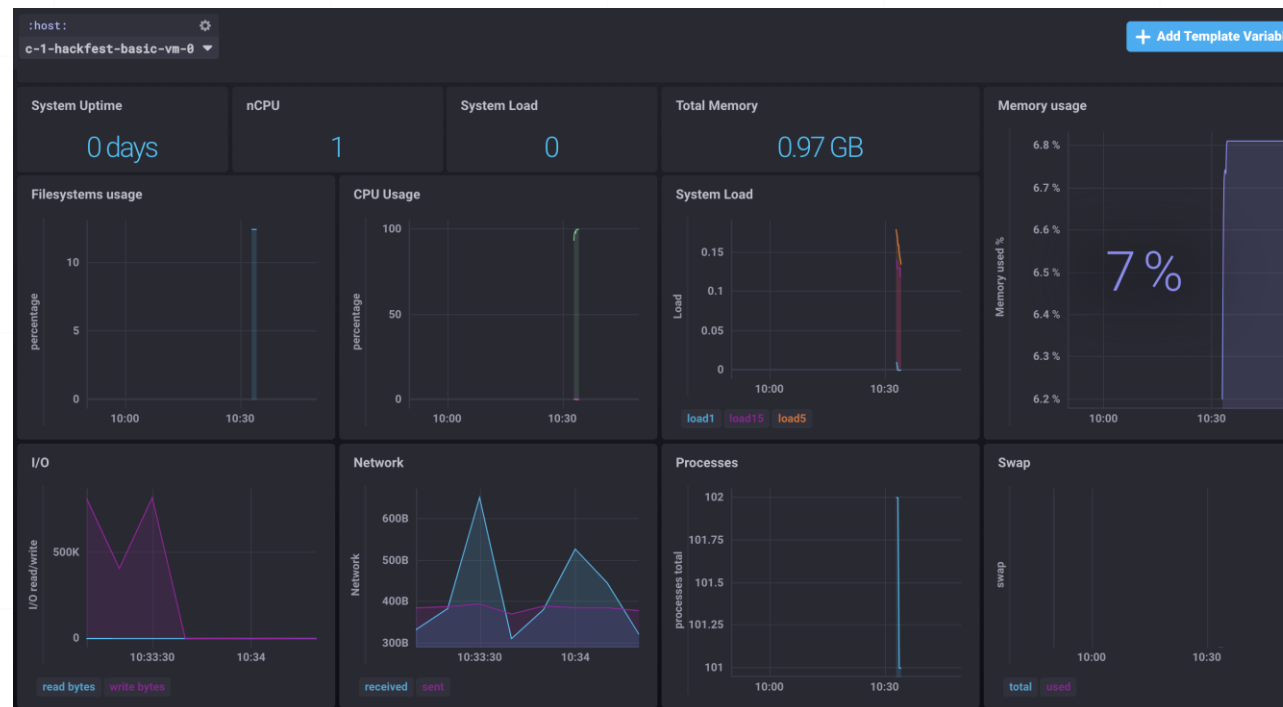 :host:
c-1-hackfest-basic-vm-0
+ Add Template Variabl
System Uptime
0 days
nCPU
1
System Load
0
Total Memory
0.97 GB
Memory usage
6.8 %
6.7 %
6.6 %
6.5 %
6.4 %
6.3 %
6.2 %
Memory used %
7 %
10:00
10:30
Filesystems usage
10
5
0
percentage
10:00
10:30
CPU Usage
100
50
0
percentage
10:00
10:30
System Load
0.15
0.1
0.05
0
Load
10:00
10:30
load1 load15 load5
I/O
500K
0
I/O read/write
10:33:30
10:34
read bytes write bytes
Network
600B
500B
400B
300B
Network
10:33:30
10:34
received sent
Processes
102
101.75
101.5
101.25
101
processes total
10:00
10:30
Swap
swap
10:00
10:30
total used